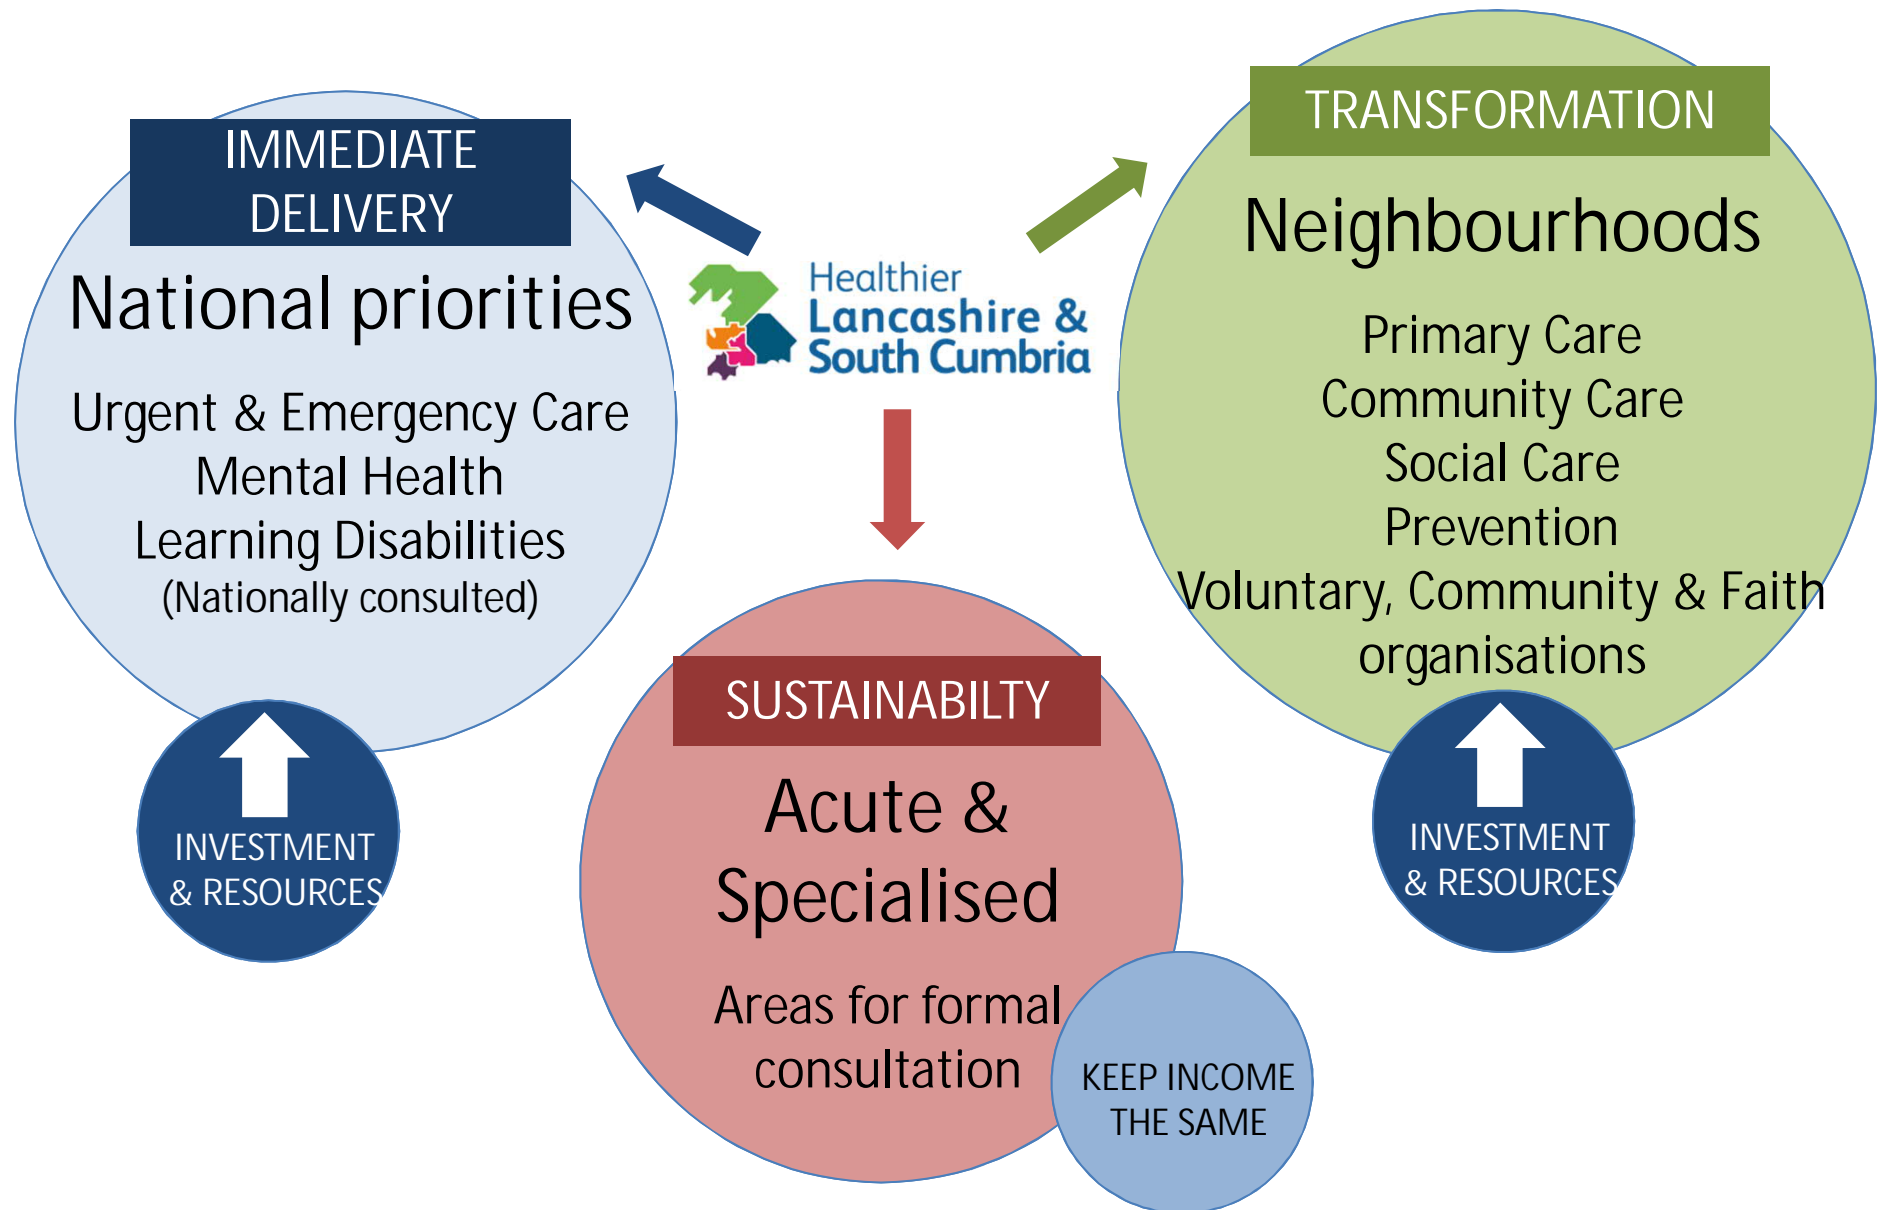 IMMEDIATE
DELIVERY
National priorities
Urgent & Emergency Care
Mental Health
Learning Disabilities
(Nationally consulted)
INVESTMENT
& RESOURCES
Healthier
Lancashire &
South Cumbria
TRANSFORMATION
Neighbourhoods
Primary Care
Community Care
Social Care
Prevention
Voluntary, Community & Faith
organisations
INVESTMENT
& RESOURCES
SUSTAINABILTY
Acute &
Specialised
Areas for formal
consultation
KEEP INCOME
THE SAME